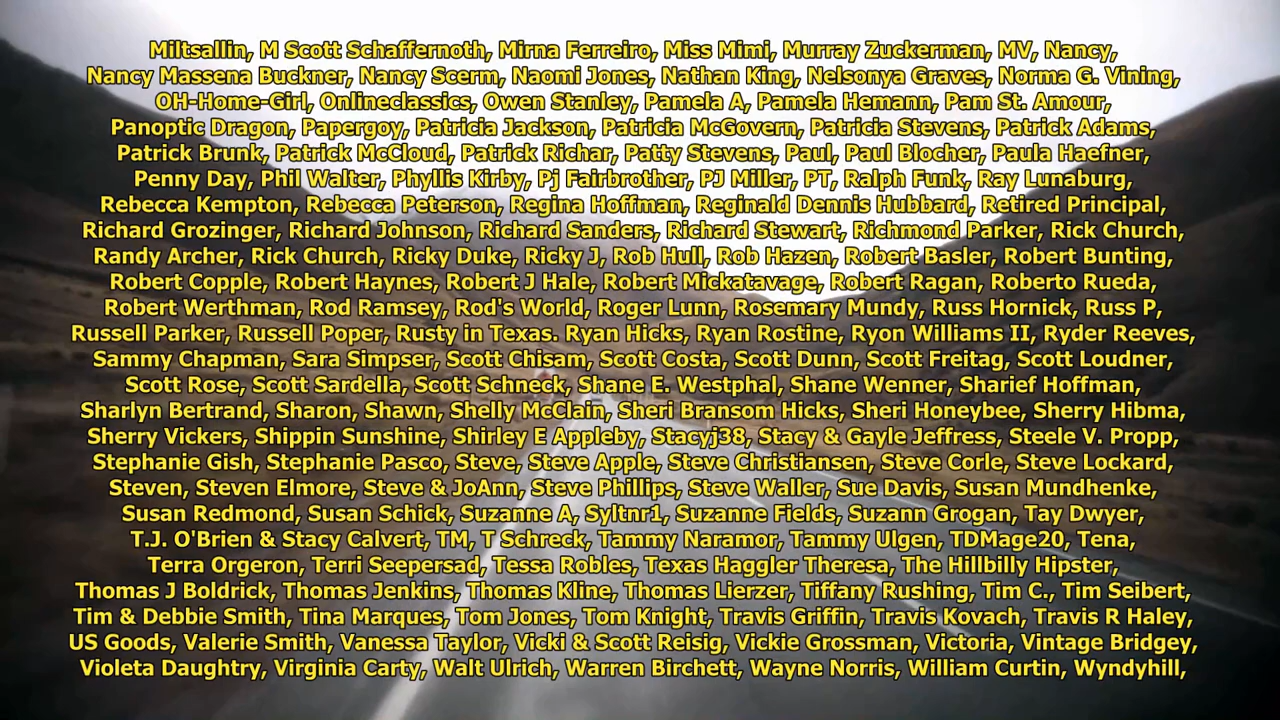 Miltsallin, M Scott Schaffernoth, Mirna Ferreiro, Miss Mimi, Murray Zuckerman, MV, Nancy,
Nancy Massena Buckner, Nancy Scerm, Naomi Jones, Nathan King, Nelsonya Graves, Norma G. Vining,
OH-Home-Girl, Onlineclassics, Owen Stanley, Pamela A, Pamela Hemann, Pam St. Amour,
Panoptic Dragon, Papergoy, Patricia Jackson, Patricia McGovern, Patricia Stevens, Patrick Adams,
Patrick Brunk, Patrick McCloud, Patrick Richar, Patty Stevens, Paul, Paul Blocher, Paula Haefner,
Penny Day, Phil Walter, Phyllis Kirby, Pj Fairbrother, PJ Miller, PT, Ralph Funk, Ray Lunaburg,
Rebecca Kempton, Rebecca Peterson, Regina Hoffman, Reginald Dennis Hubbard, Retired Principal,
Richard Grozinger, Richard Johnson, Richard Sanders, Richard Stewart, Richmond Parker, Rick Church,
Randy Archer, Rick Church, Ricky Duke, Ricky J, Rob Hull, Rob Hazen, Robert Basler, Robert Bunting,
Robert Copple, Robert Haynes, Robert J Hale, Robert Mickatavage, Robert Ragan, Roberto Rueda,
Robert Werthman, Rod Ramsey, Rod's World, Roger Lunn, Rosemary Mundy, Russ Hornick, Russ P,
Russell Parker, Russell Poper, Rusty in Texas. Ryan Hicks, Ryan Rostine, Ryon Williams II, Ryder Reeves,
Sammy Chapman, Sara Simpser, Scott Chisam, Scott Costa, Scott Dunn, Scott Freitag, Scott Loudner,
Scott Rose, Scott Sardella, Scott Schneck, Shane E. Westphal, Shane Wenner, Sharief Hoffman,
Sharlyn Bertrand, Sharon, Shawn, Shelly McClain, Sheri Bransom Hicks, Sheri Honeybee, Sherry Hibma,
Sherry Vickers, Shippin Sunshine, Shirley E Appleby, Stacyj38, Stacy & Gayle Jeffress, Steele V. Propp,
Stephanie Gish, Stephanie Pasco, Steve, Steve Apple, Steve Christiansen, Steve Corle, Steve Lockard,
Steven, Steven Elmore, Steve & JoAnn, Steve Phillips, Steve Waller, Sue Davis, Susan Mundhenke,
Susan Redmond, Susan Schick, Suzanne A, Syltnr1, Suzanne Fields, Suzann Grogan, Tay Dwyer,
T.J. O'Brien & Stacy Calvert, TM, T Schreck, Tammy Naramor, Tammy Ulgen, TDMage20, Tena,
Terra Orgeron, Terri Seepersad, Tessa Robles, Texas Haggler Theresa, The Hillbilly Hipster,
Thomas J Boldrick, Thomas Jenkins, Thomas Kline, Thomas Lierzer, Tiffany Rushing, Tim C., Tim Seibert,
Tim & Debbie Smith, Tina Marques, Tom Jones, Tom Knight, Travis Griffin, Travis Kovach, Travis R Haley,
US Goods, Valerie Smith, Vanessa Taylor, Vicki & Scott Reisig, Vickie Grossman, Victoria, Vintage Bridgey,
Violeta Daughtry, Virginia Carty, Walt Ulrich, Warren Birchett, Wayne Norris, William Curtin, Wyndyhill,